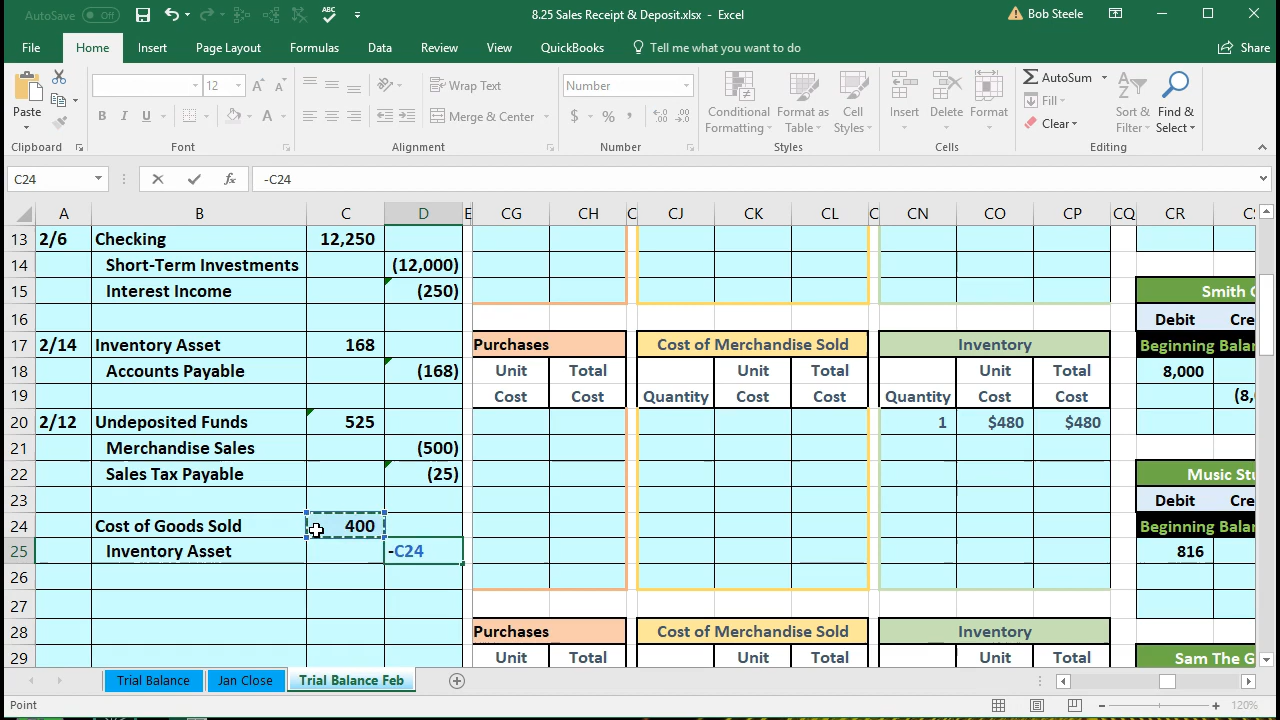 AutoSave Off 8.25 Sales Receipt & Deposit.xlsx - Excel Bob Steele
File Home Insert Page Layout Formulas Data Review View QuickBooks Tell me what you want to do Share
Paste 12 Wrap Text Number Conditional Formatting Format as Table Cell Styles Insert Delete Format AutoSum Fill Clear Sort & Filter Find & Select
B I U A Merge & Center $ %
Clipboard Font Alignment Number Styles Cells Editing
C24 fx -C24
A B C D E CG CH C CJ CK CL C CN CO CP CQ CR CS
13 2/6 Checking 12,250
14 Short-Term Investments (12,000)
15 Interest Income (250) Smith
16 Debit Cre
17 2/14 Inventory Asset 168 Purchases Cost of Merchandise Sold Inventory Beginning Balan
18 Accounts Payable (168) Unit Total Unit Total Unit Total 8,000
19 Cost Cost Quantity Cost Cost Quantity Cost Cost (8,
20 2/12 Undeposited Funds 525 1 $480 $480
21 Merchandise Sales (500)
22 Sales Tax Payable (25) Music Stu
23 Debit Cre
24 Cost of Goods Sold 400 Beginning Balan
25 Inventory Asset -C24 816
26
27
28 Purchases Cost of Merchandise Sold Inventory
29 Unit Total Unit Total Unit Total Sam The G
Trial Balance Jan Close Trial Balance Feb
Point 120%